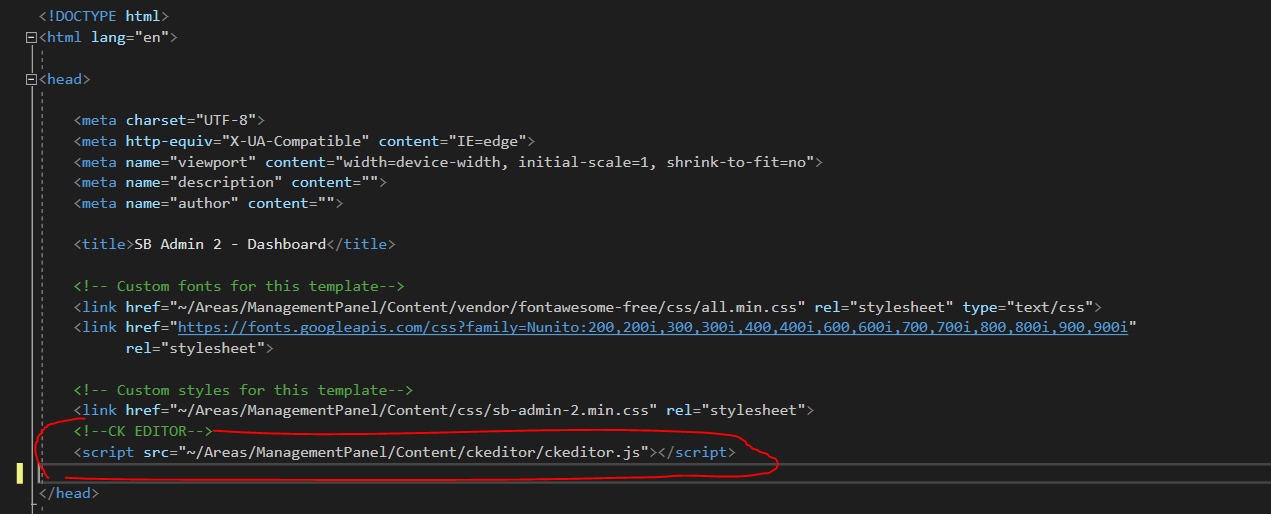 <!DOCTYPE html>
<html lang="en">
<head>
<meta charset="UTF-8">
<meta http-equiv="X-UA-Compatible" content="IE=edge">
<meta name="viewport" content="width=device-width, initial-scale=1, shrink-to-fit=no">
<meta name="description" content="">
<meta name="author" content="">
<title>SB Admin 2 - Dashboard</title>
<!-- Custom fonts for this template-->
<link href="~/Areas/ManagementPanel/Content/vendor/fontawesome-free/css/all.min.css" rel="stylesheet" type="text/css">
<link href="https://fonts.googleapis.com/css?family=Nunito:200,200i,300,300i,400,400i,600,600i,700,700i,800,800i,900,900i"
rel="stylesheet">
<!-- Custom styles for this template-->
<link href="~/Areas/ManagementPanel/Content/css/sb-admin-2.min.css" rel="stylesheet">
<!--CK EDITOR-->
<script src="~/Areas/ManagementPanel/Content/ckeditor/ckeditor.js"></script>
</head>